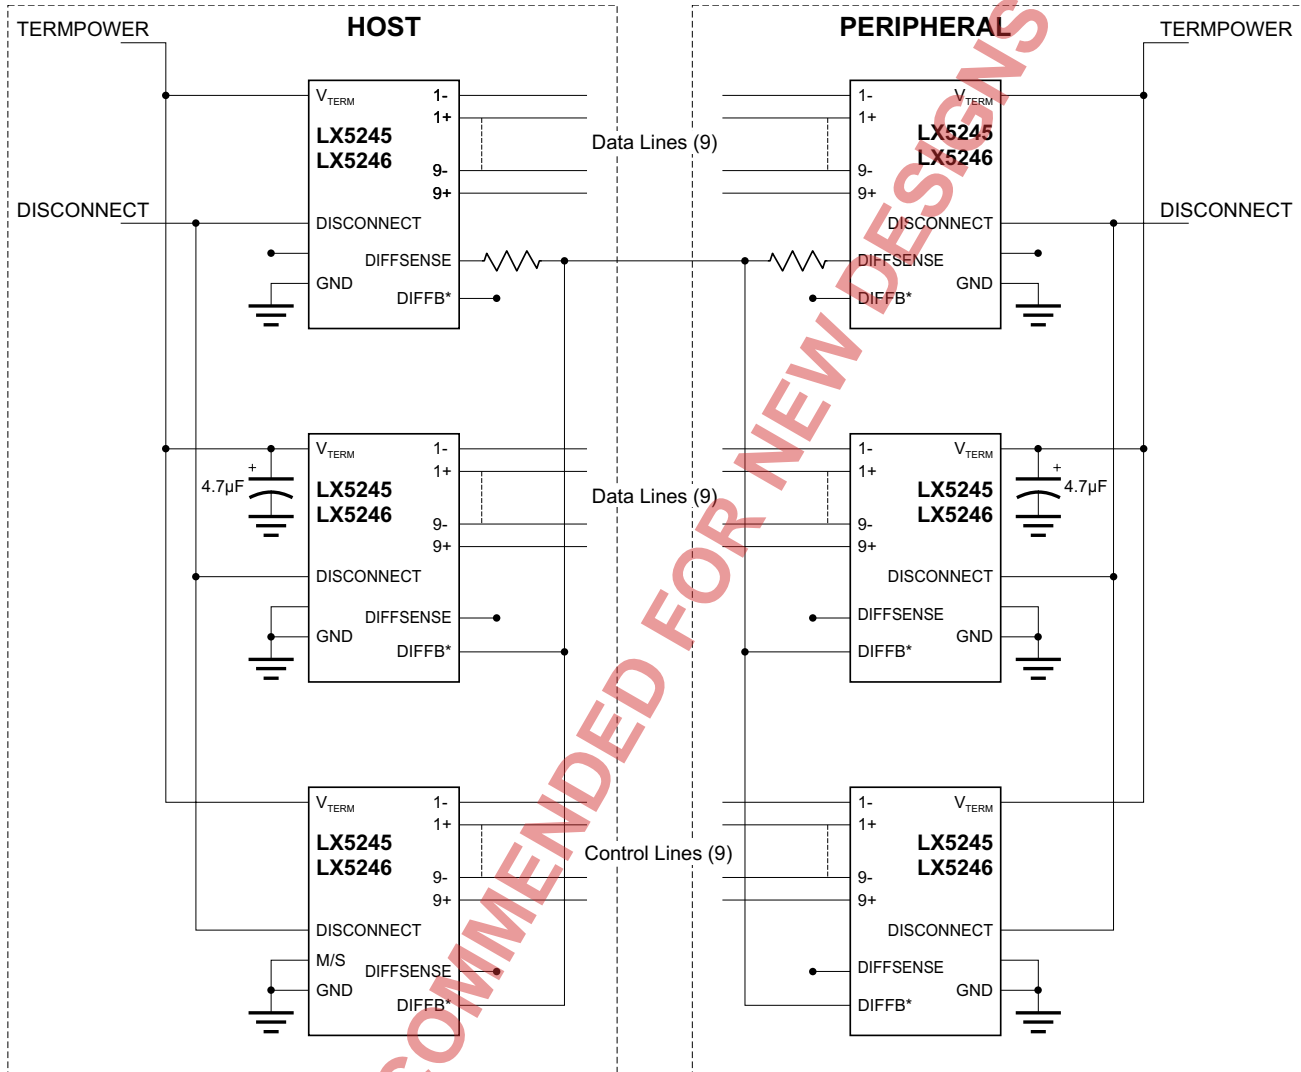 HOST
PERIPHERAL
TERMPOWER
TERMPOWER
VTERM
1-
1+
LX5245
LX5246
9-
9+
DISCONNECT
DISCONNECT
DIFFSENSE
GND
DIFFB*
Data Lines (9)
1-
VTERM
1+
LX5245
LX5246
9-
9+
DISCONNECT
DISCONNECT
DIFFSENSE
GND
DIFFB*
VTERM
1-
1+
+
4.7µF
LX5245
LX5246
9-
9+
DISCONNECT
DIFFSENSE
GND
DIFFB*
Data Lines (9)
1-
VTERM
1+
+
4.7µF
LX5245
LX5246
9-
9+
DISCONNECT
DIFFSENSE
GND
DIFFB*
VTERM
1-
1+
LX5245
LX5246
9-
9+
DISCONNECT
M/S
DIFFSENSE
GND
DIFFB*
Control Lines (9)
1-
VTERM
1+
LX5245
LX5246
9-
9+
DISCONNECT
DIFFSENSE
GND
DIFFB*
COMMENDED FOR NEW DESIGNS